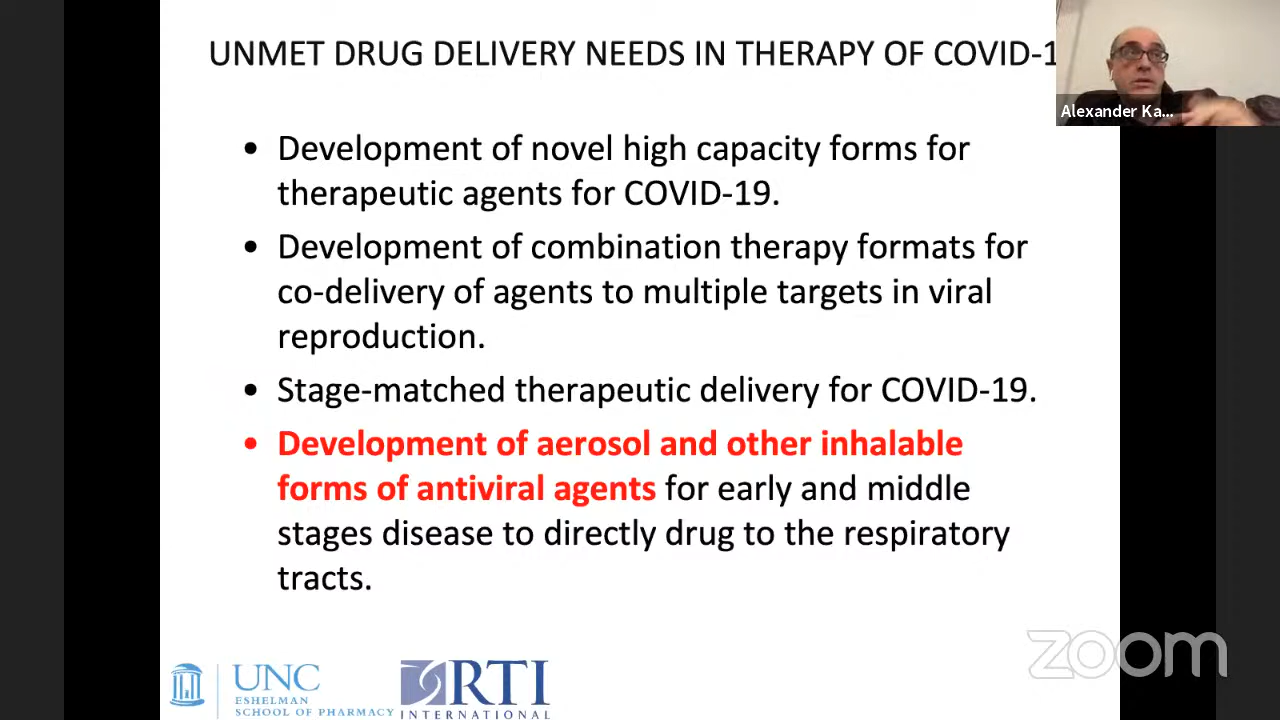 UNMET DRUG DELIVERY NEEDS IN THERAPY OF COVID-1
Alexander Ka...
• Development of novel high capacity forms for
therapeutic agents for COVID-19.
• Development of combination therapy formats for
co-delivery of agents to multiple targets in viral
reproduction.
• Stage-matched therapeutic delivery for COVID-19.
• Development of aerosol and other inhalable
forms of antiviral agents for early and middle
stages disease to directly drug to the respiratory
tracts.
UNC
ESHELMAN
SCHOOL OF PHARMACY
RTI
INTERNATIONAL
zoom